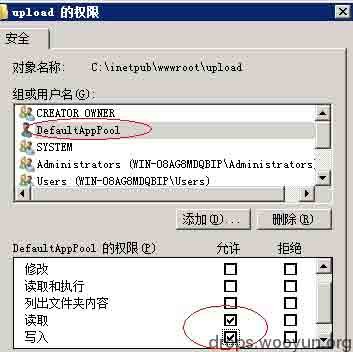 upload 的权限
安全
对象名称: C:\inetpub\wwwroot\upload
组或用户名(G):
CREATOR OWNER
DefaultAppPool
SYSTEM
Administrators (WIN-08AG8MDQBIP\Administrators)
Users (WIN-08AG8MDQBIP\Users)
添加(D)... 删除(R)
DefaultAppPool 的权限(P) 允许 拒绝
修改
读取和执行
列出文件夹内容
读取
写入
drops.wooyun.org